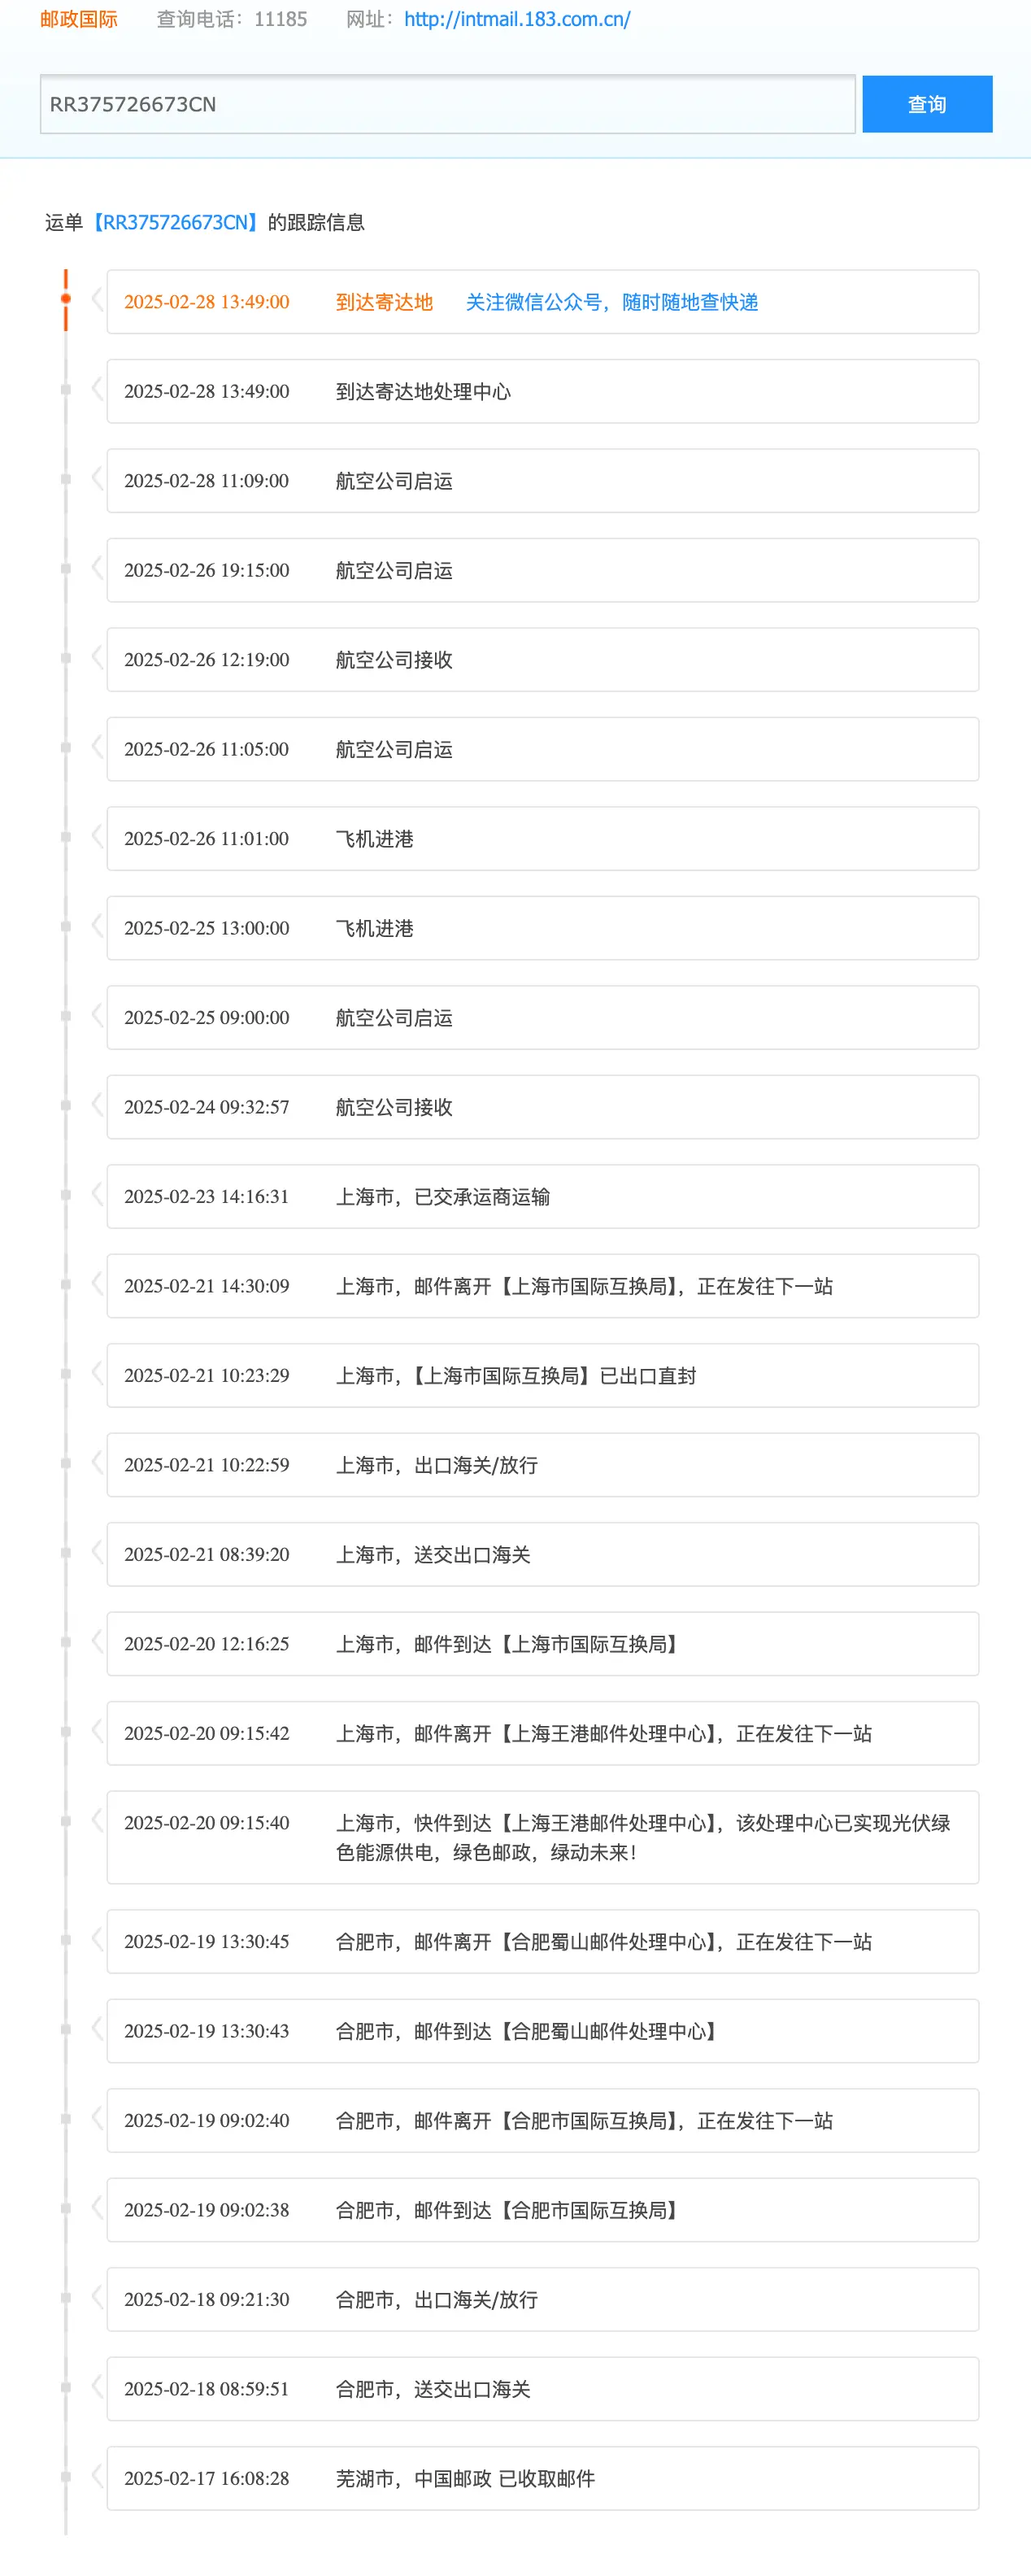 邮政国际 查询电话：11185 网址：http://intmail.183.com.cn/
RR375726673CN 查询
运单【RR375726673CN】的跟踪信息
2025-02-28 13:49:00 到达寄达地 关注微信公众号，随时随地查快递
2025-02-28 13:49:00 到达寄达地处理中心
2025-02-28 11:09:00 航空公司启运
2025-02-26 19:15:00 航空公司启运
2025-02-26 12:19:00 航空公司接收
2025-02-26 11:05:00 航空公司启运
2025-02-26 11:01:00 飞机进港
2025-02-25 13:00:00 飞机进港
2025-02-25 09:00:00 航空公司启运
2025-02-24 09:32:57 航空公司接收
2025-02-23 14:16:31 上海市，已交承运商运输
2025-02-21 14:30:09 上海市，邮件离开【上海市国际互换局】，正在发往下一站
2025-02-21 10:23:29 上海市，【上海市国际互换局】已出口直封
2025-02-21 10:22:59 上海市，出口海关/放行
2025-02-21 08:39:20 上海市，送交出口海关
2025-02-20 12:16:25 上海市，邮件到达【上海市国际互换局】
2025-02-20 09:15:42 上海市，邮件离开【上海王港邮件处理中心】，正在发往下一站
2025-02-20 09:15:40 上海市，快件到达【上海王港邮件处理中心】，该处理中心已实现光伏绿
色能源供电，绿色邮政，绿动未来！
2025-02-19 13:30:45 合肥市，邮件离开【合肥蜀山邮件处理中心】，正在发往下一站
2025-02-19 13:30:43 合肥市，邮件到达【合肥蜀山邮件处理中心】
2025-02-19 09:02:40 合肥市，邮件离开【合肥市国际互换局】，正在发往下一站
2025-02-19 09:02:38 合肥市，邮件到达【合肥市国际互换局】
2025-02-18 09:21:30 合肥市，出口海关/放行
2025-02-18 08:59:51 合肥市，送交出口海关
2025-02-17 16:08:28 芜湖市，中国邮政 已收取邮件